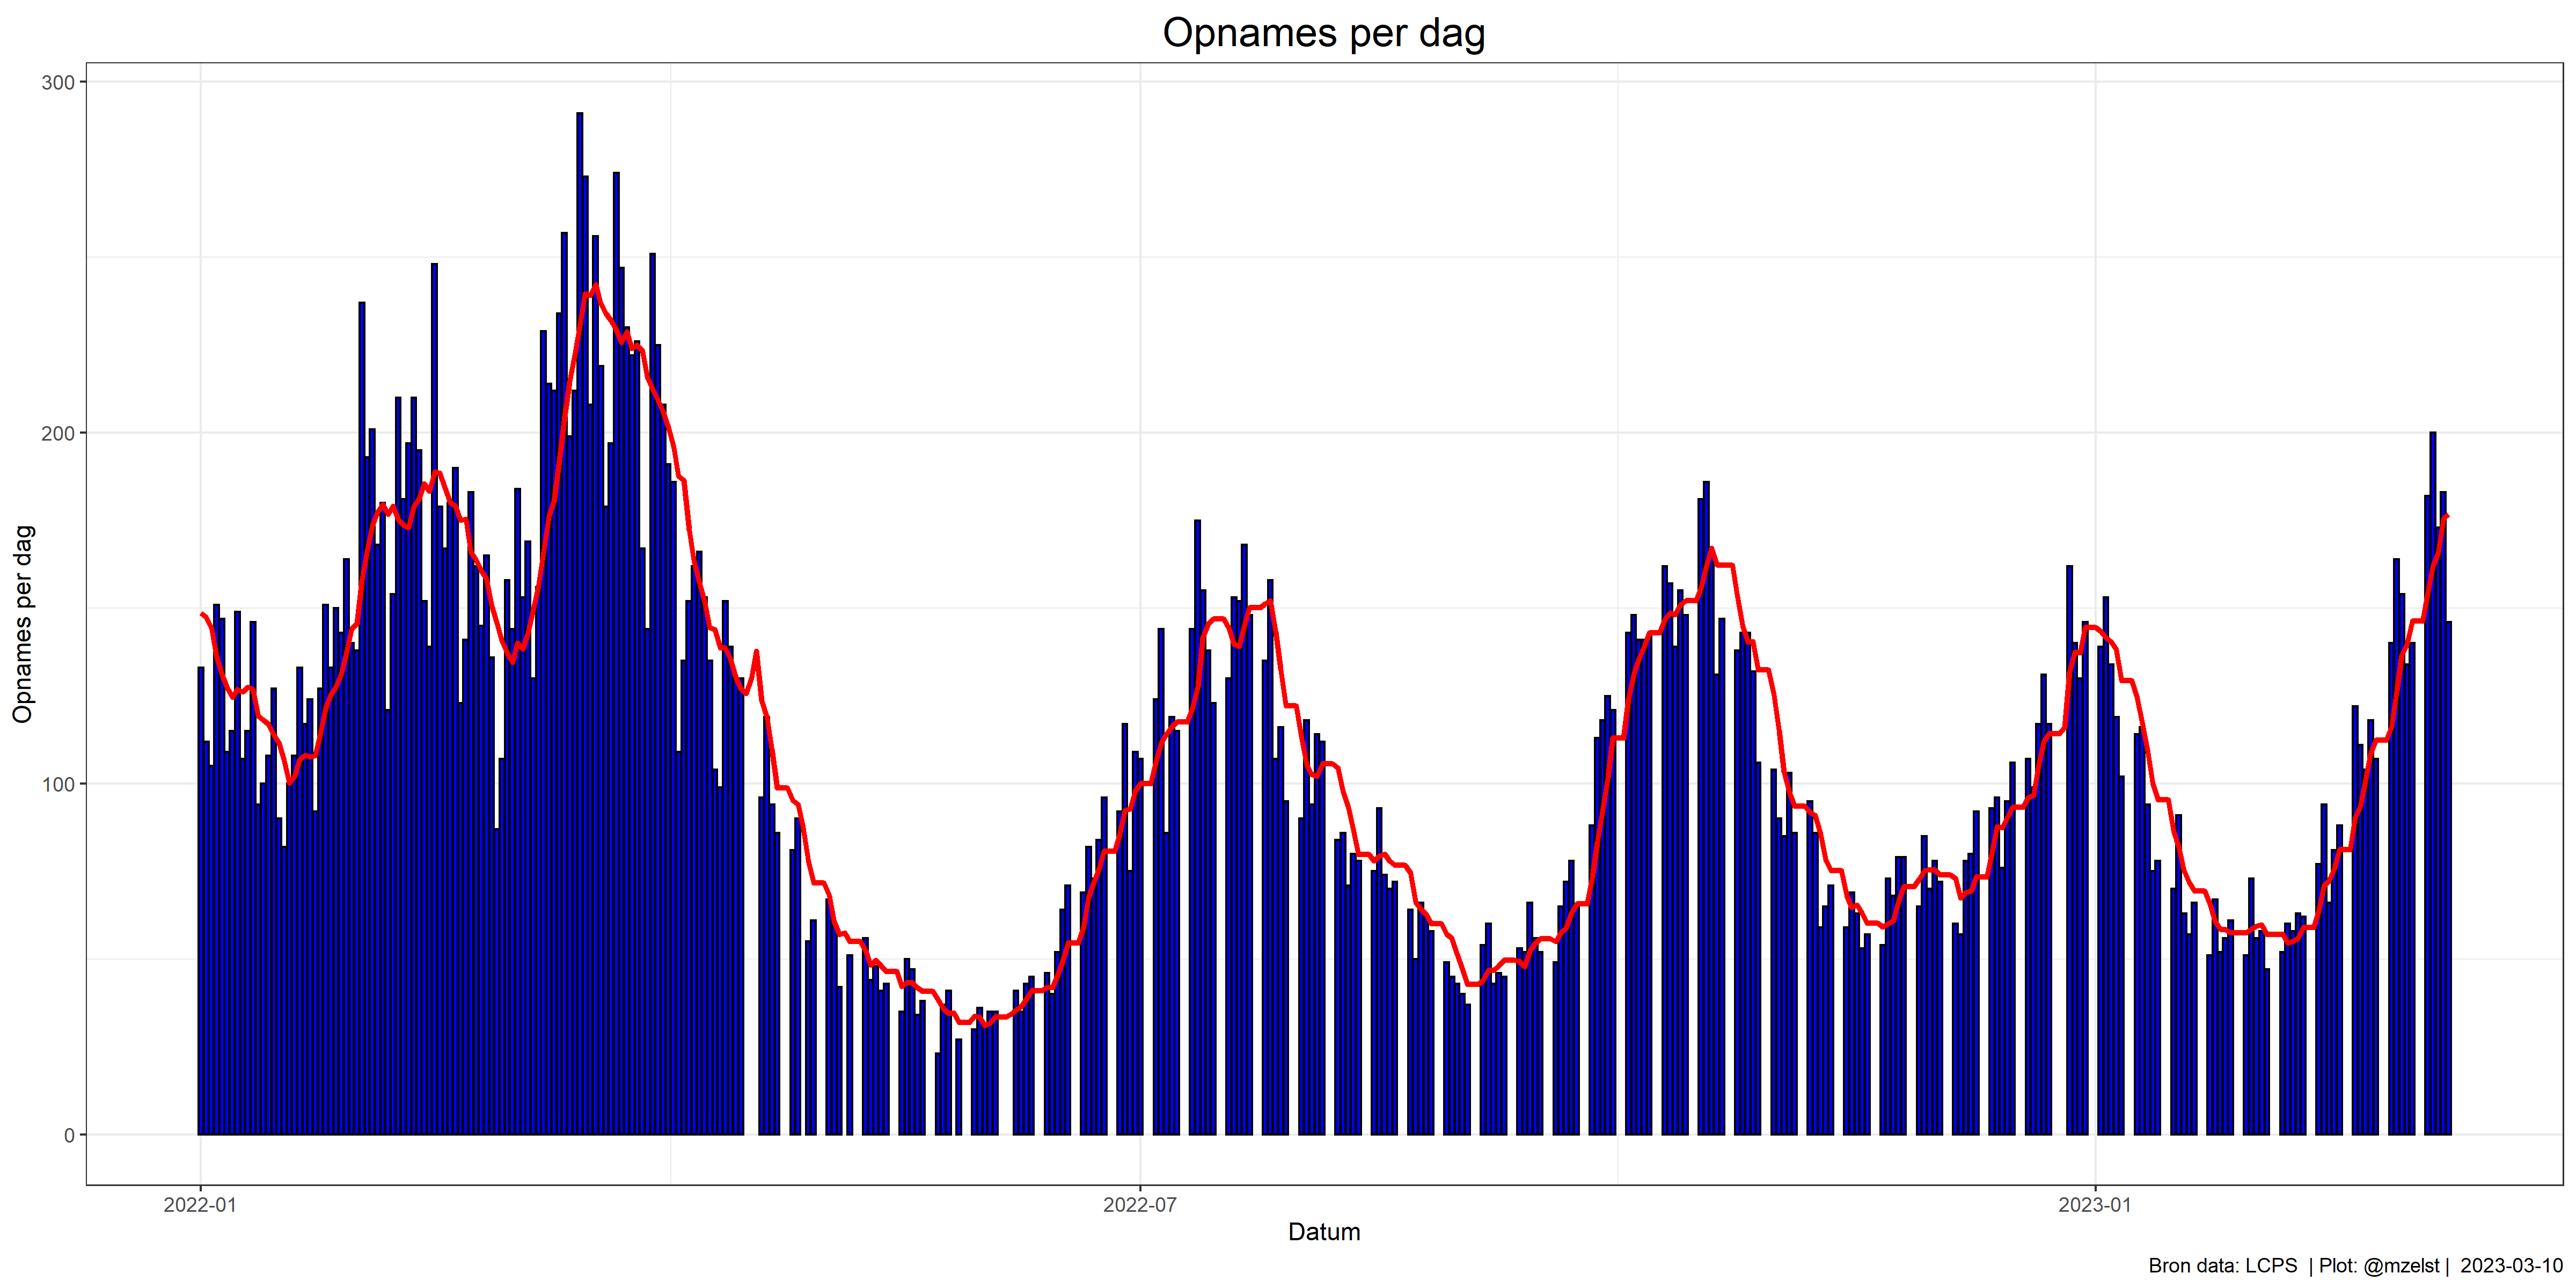 Opnames per dag
Opnames per dag
300
200
100
0
2022-01
2022-07
2023-01
Datum
Bron data: LCPS | Plot: @mzelst | 2023-03-10